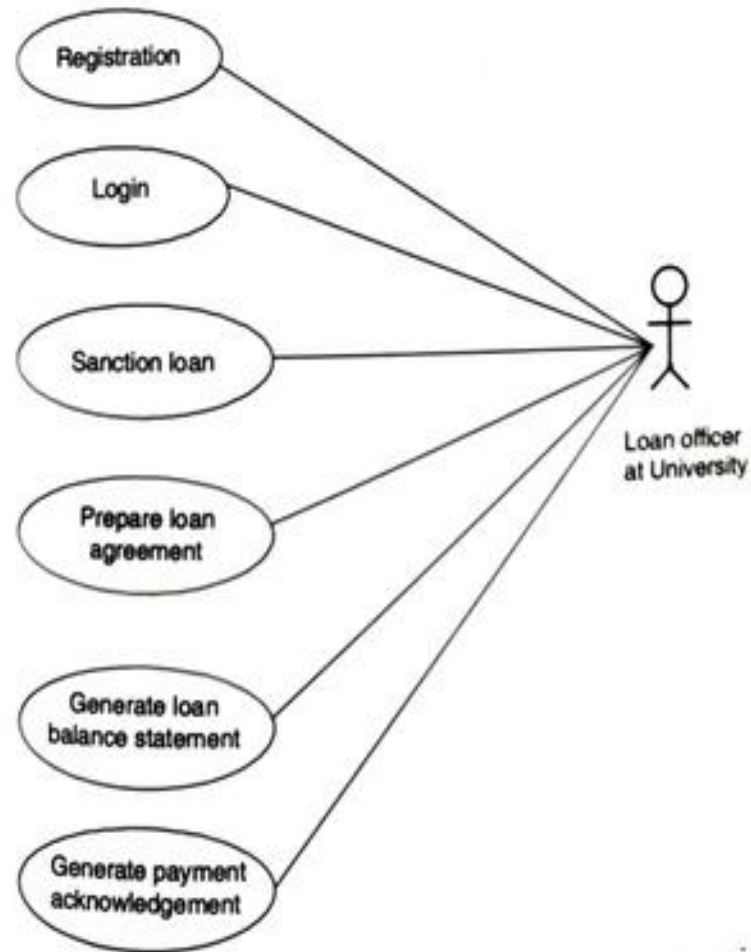 Registration
Login
Sanction loan
Loan officer
at University
Prepare loan
agreement
Generate loan
balance statement
Generate payment
acknowledgement